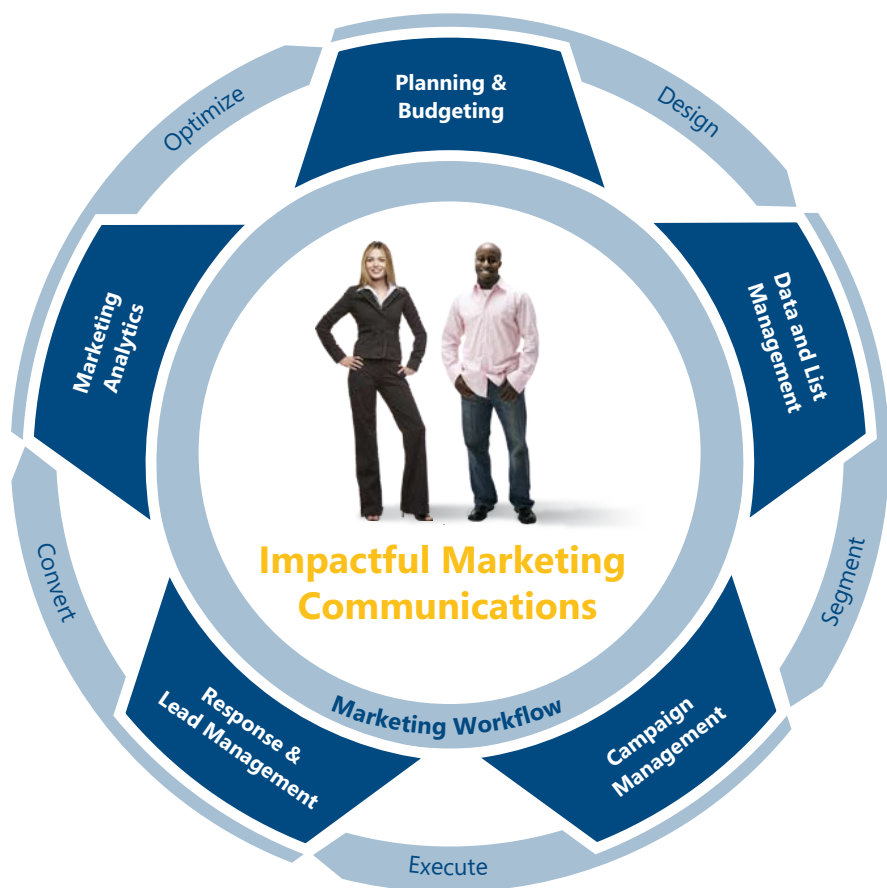 Planning &
Budgeting
Design
Data and List
Management
Segment
Campaign
Management
Execute
Response &
Lead Management
Convert
Marketing
Analytics
Optimize
Impactful Marketing
Communications
Marketing Workflow